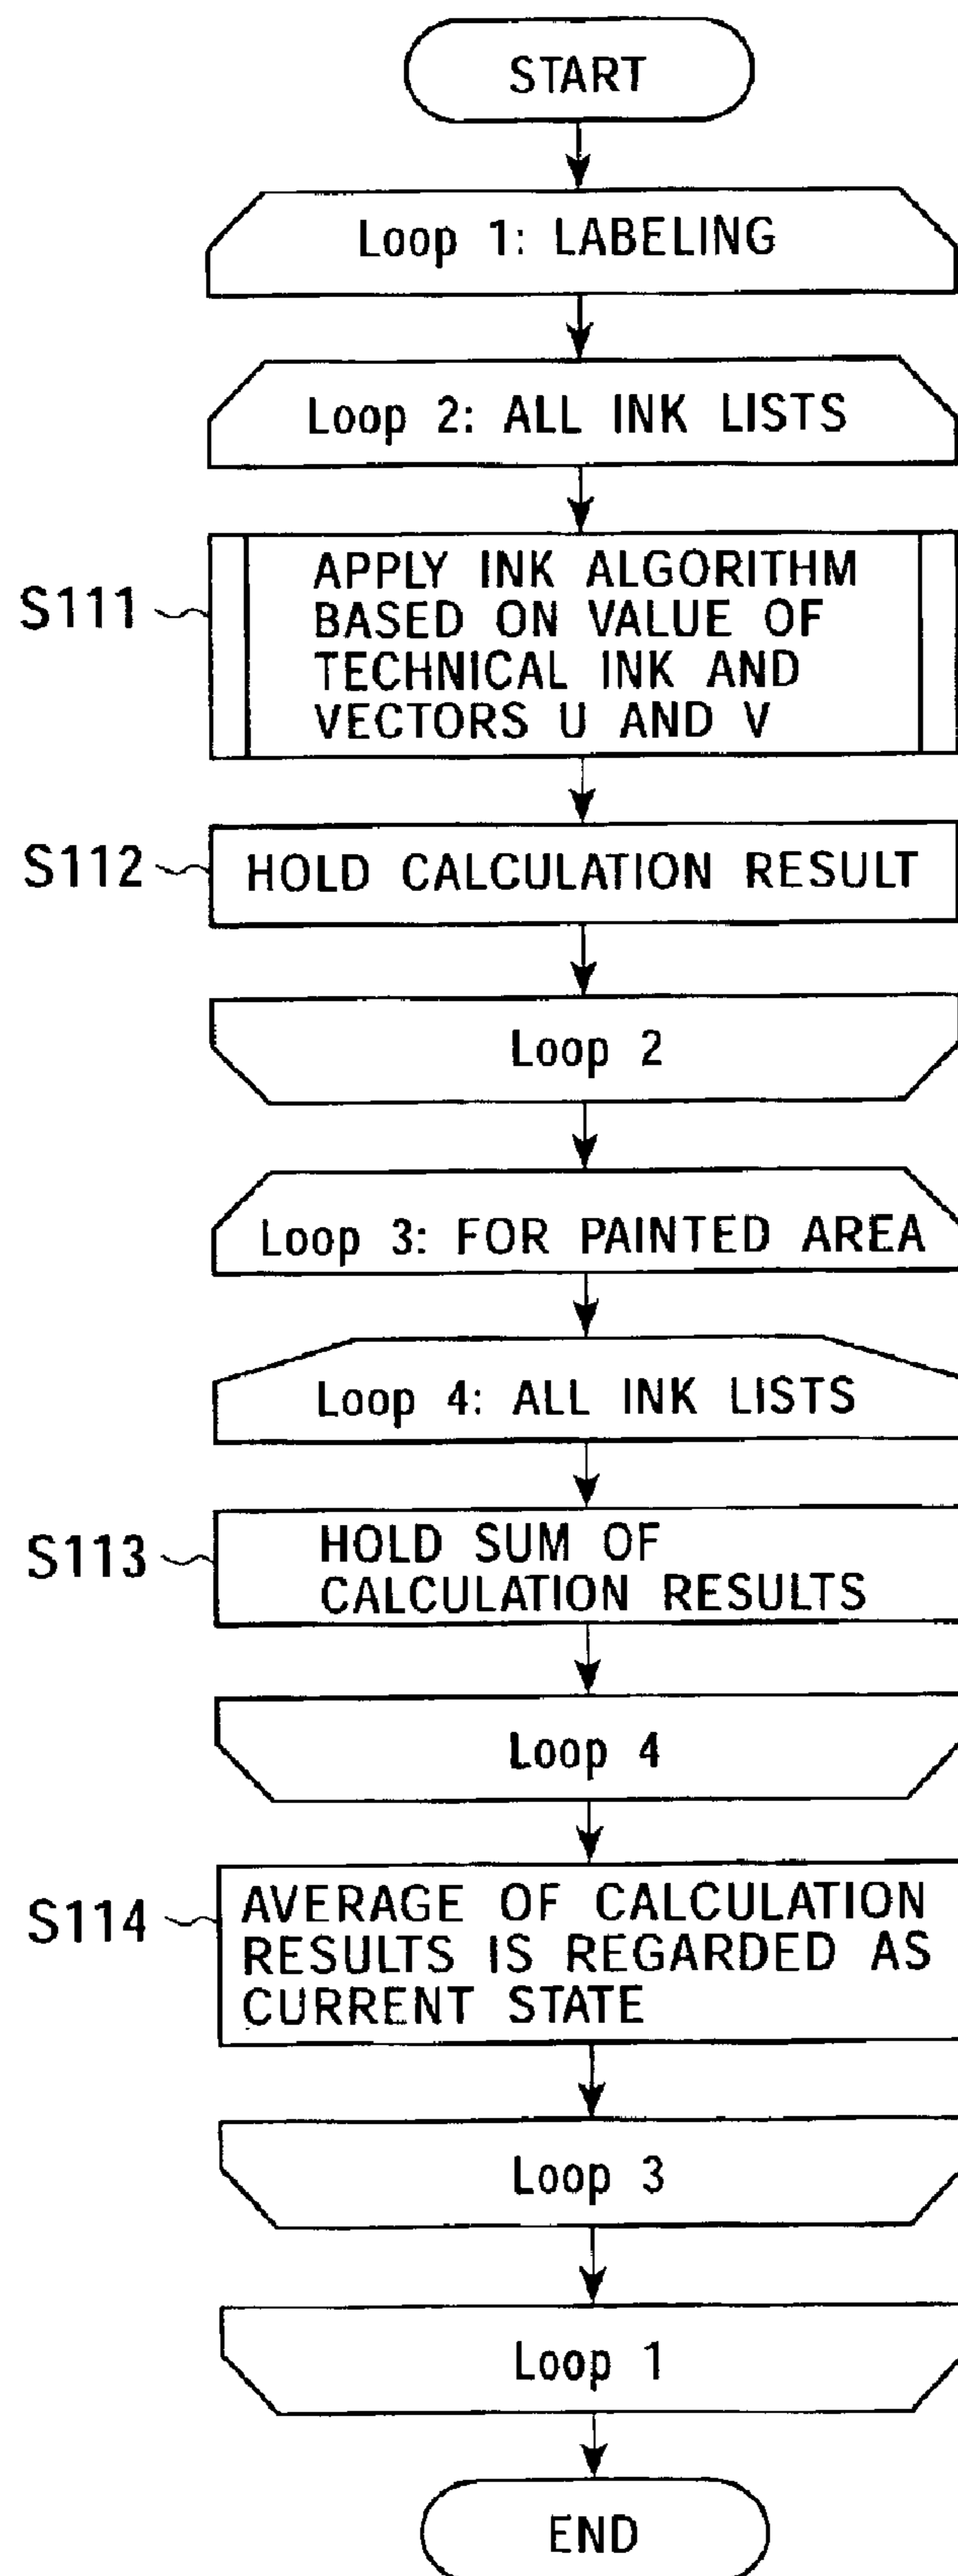 START
Loop 1: LABELING
Loop 2: ALL INK LISTS
S111
APPLY INK ALGORITHM
BASED ON VALUE OF
TECHNICAL INK AND
VECTORS U AND V
S112
HOLD CALCULATION RESULT
Loop 2
Loop 3: FOR PAINTED AREA
Loop 4: ALL INK LISTS
S113
HOLD SUM OF
CALCULATION RESULTS
Loop 4
S114
AVERAGE OF CALCULATION
RESULTS IS REGARDED AS
CURRENT STATE
Loop 3
Loop 1
END